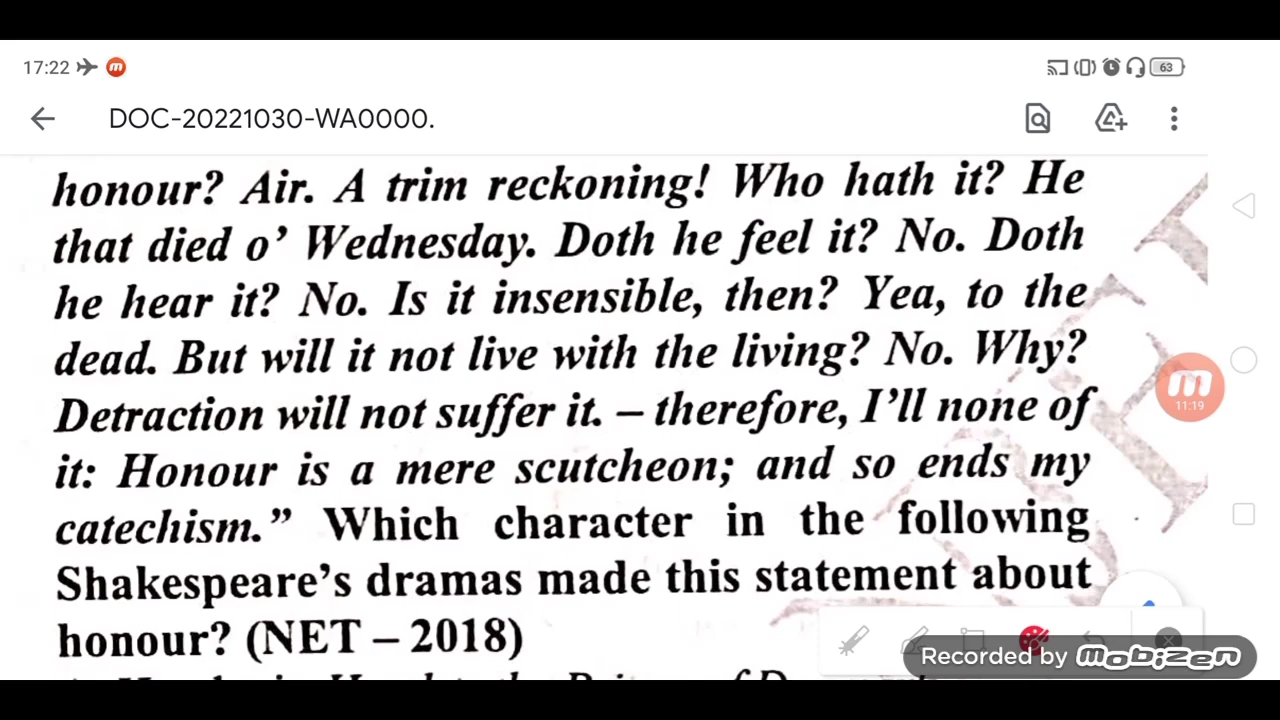 17:22
63
DOC-20221030-WA0000.
honour? Air. A trim reckoning! Who hath it? He
that died o' Wednesday. Doth he feel it? No. Doth
he hear it? No. Is it insensible, then? Yea, to the
dead. But will it not live with the living? No. Why?
Detraction will not suffer it. – therefore, I'll none of
it: Honour is a mere scutcheon; and so ends my
catechism." Which character in the following
Shakespeare's dramas made this statement about
honour? (NET – 2018)
11:19
Recorded by mobizen